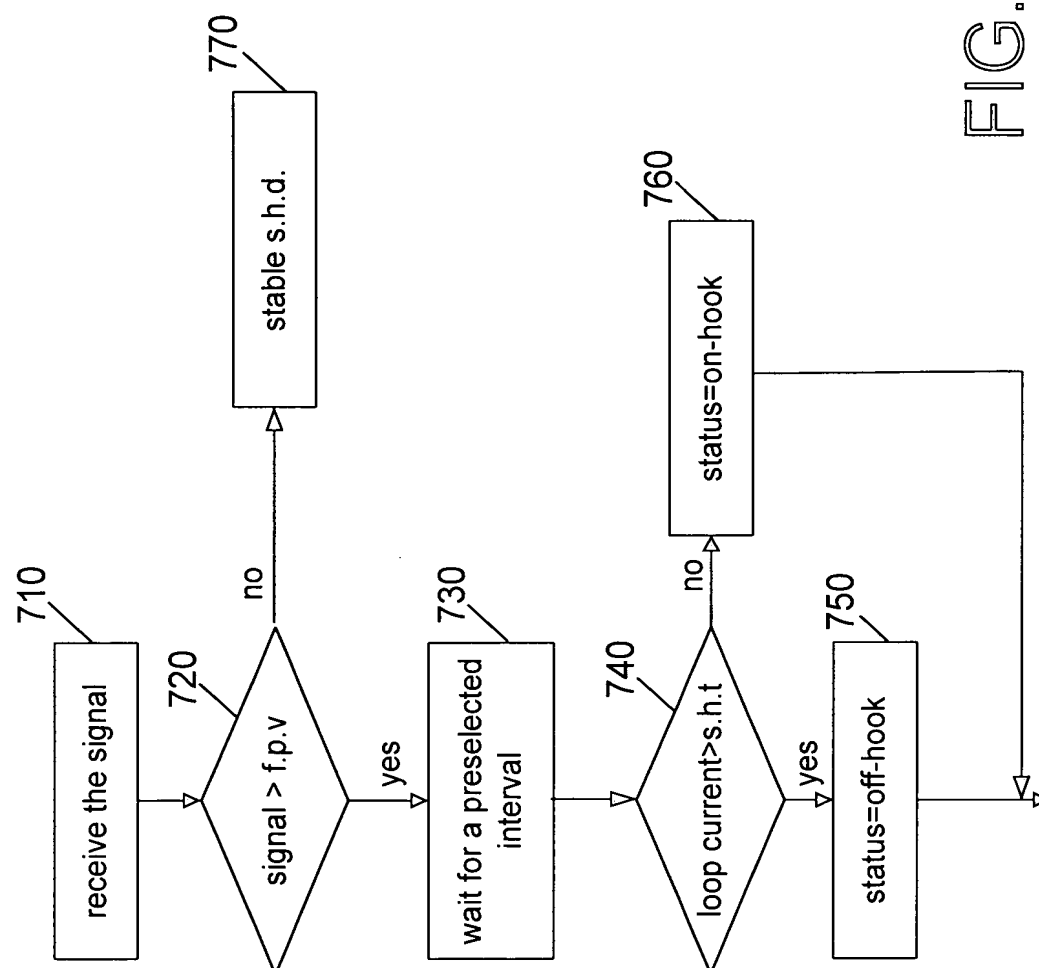 710
receive the signal
720
signal > f.p.v
no
770
stable s.h.d.
yes
730
wait for a preselected
interval
740
loop current>s.h.t
no
760
status=on-hook
yes
750
status=off-hook
FIG.